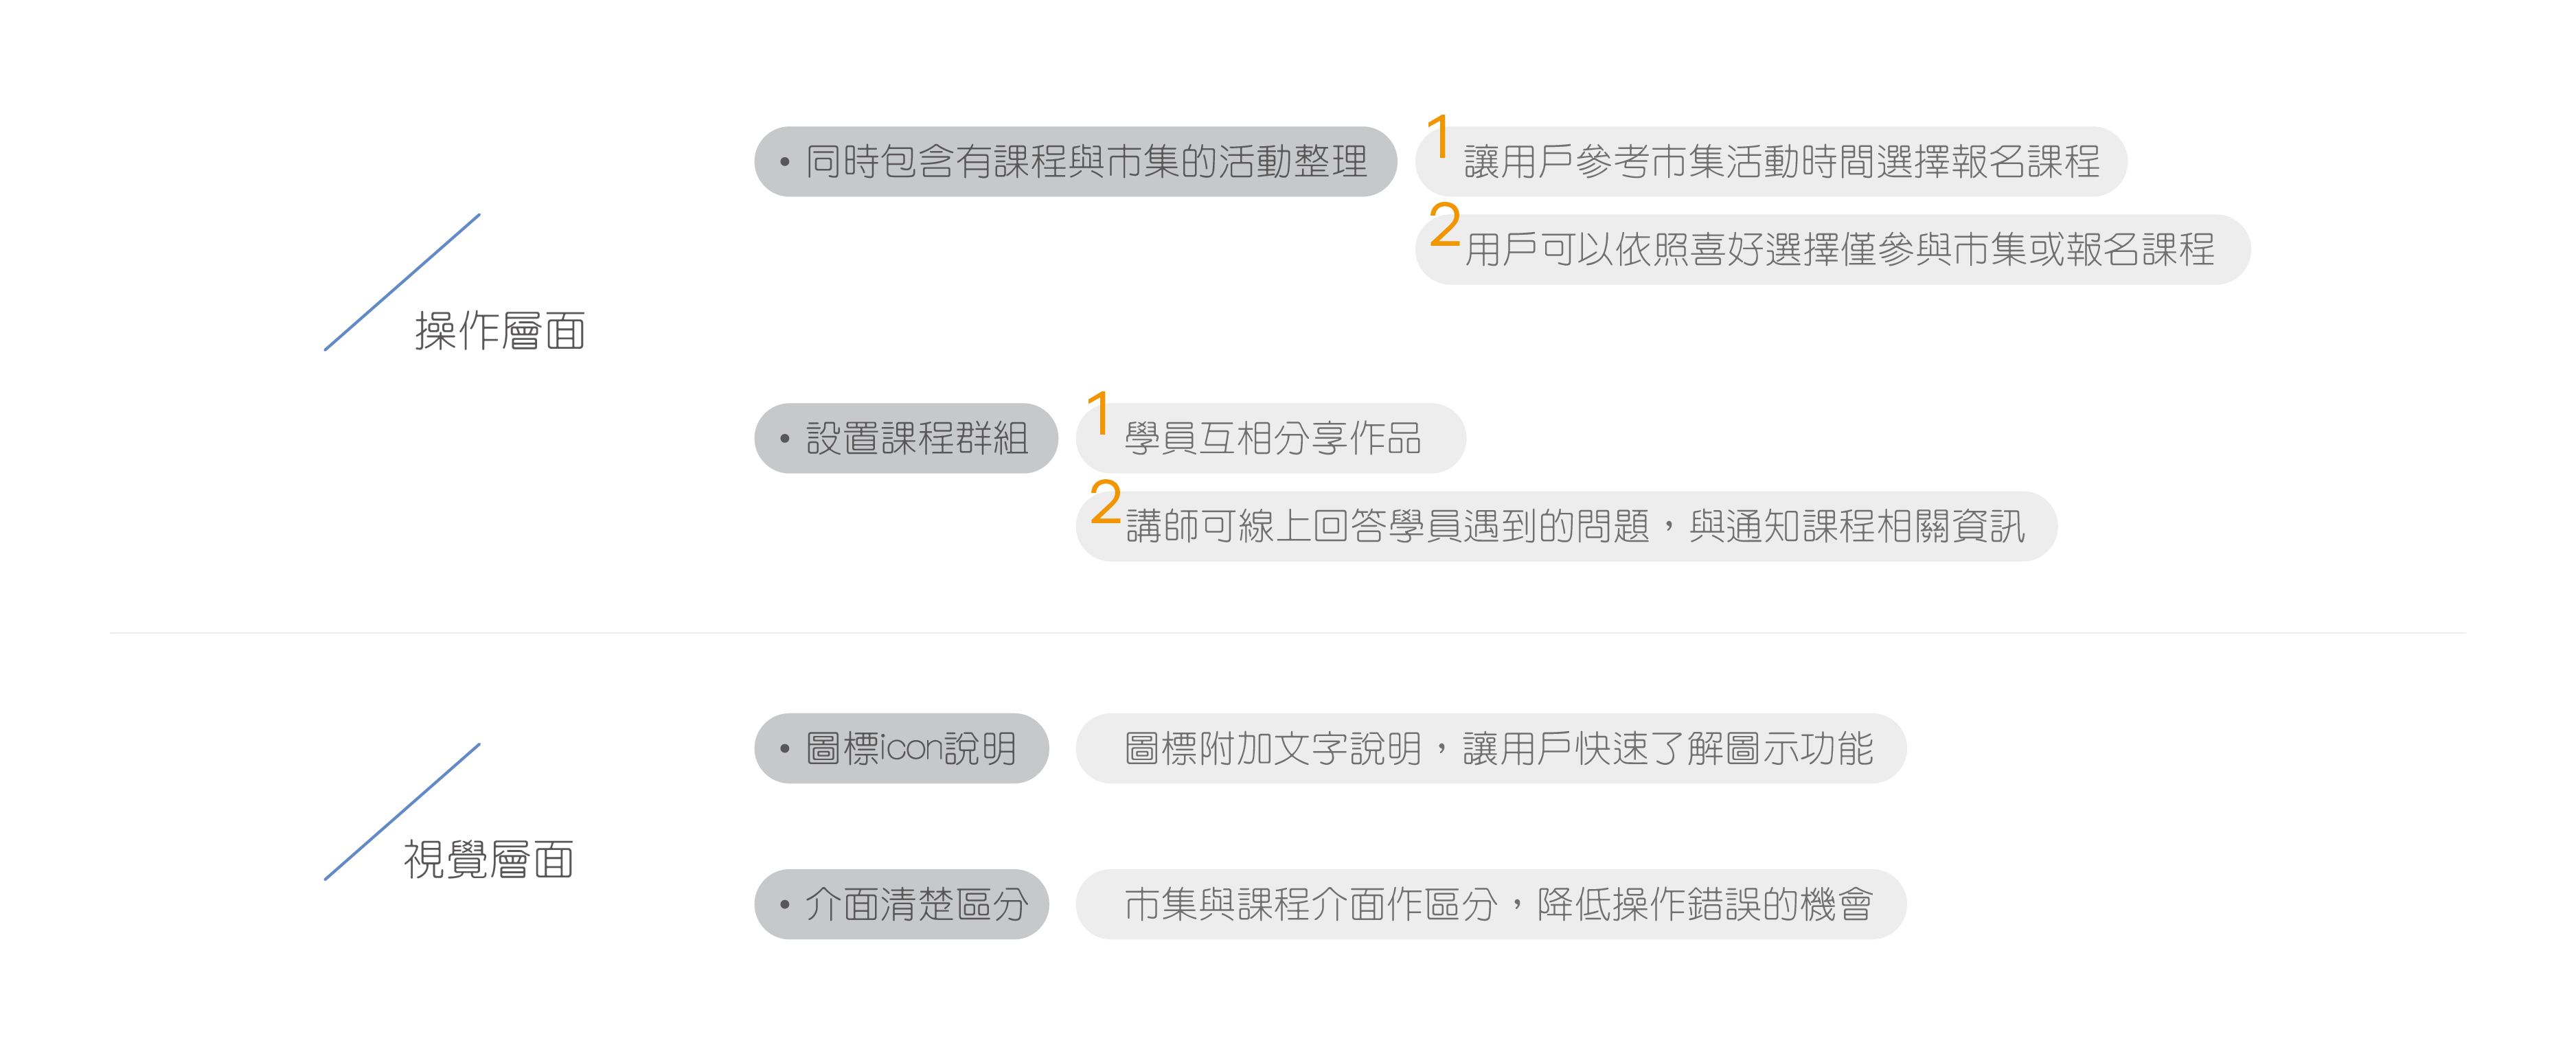 操作層面
• 同時包含有課程與市集的活動整理
1 讓用戶參考市集活動時間選擇報名課程
2 用戶可以依照喜好選擇僅參與市集或報名課程
• 設置課程群組
1 學員互相分享作品
2 講師可線上回答學員遇到的問題，與通知課程相關資訊
視覺層面
• 圖標icon說明
圖標附加文字說明，讓用戶快速了解圖示功能
• 介面清楚區分
市集與課程介面作區分，降低操作錯誤的機會